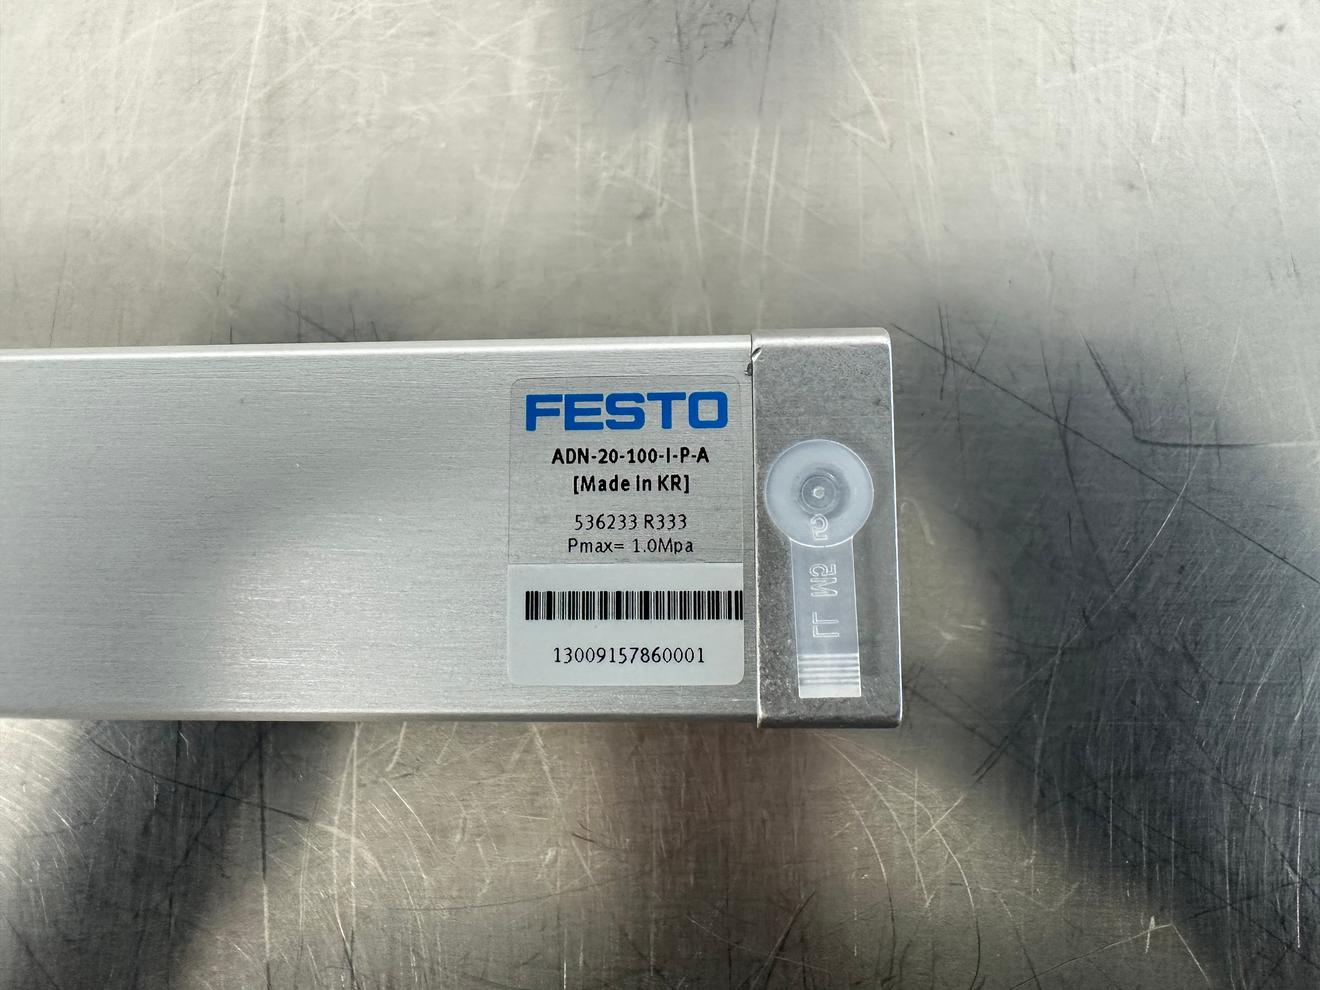 FESTO
ADN-20-100-I-P-A
[Made in KR]
536233 R333
Pmax= 1.0Mpa
13009157860001